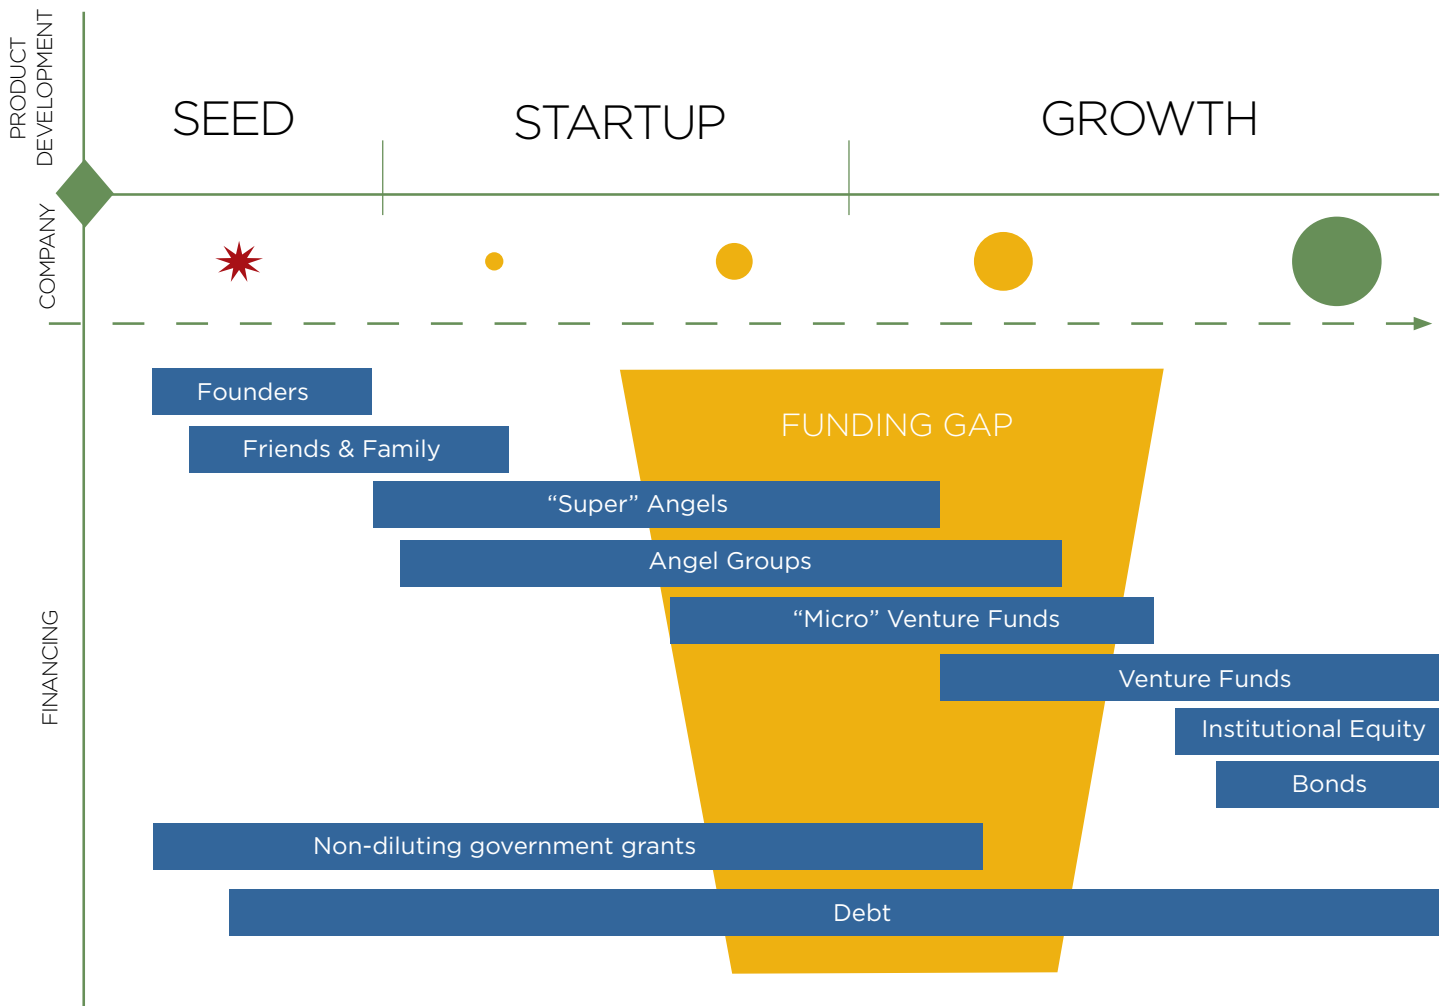 PRODUCT
DEVELOPMENT
SEED
STARTUP
GROWTH
COMPANY
FINANCING
Founders
FUNDING GAP
Friends & Family
“Super” Angels
Angel Groups
“Micro” Venture Funds
Venture Funds
Institutional Equity
Bonds
Non-diluting government grants
Debt